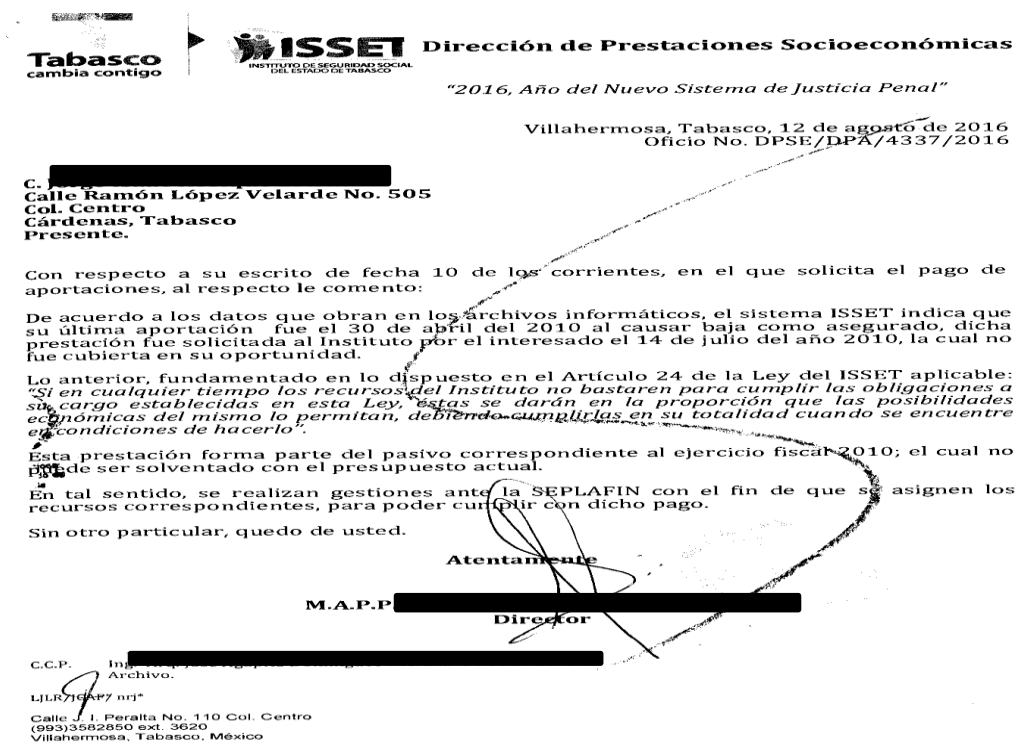 Tabasco
cambia contigo
ISSET
INSTITUTO DE SEGURIDAD SOCIAL
DEL ESTADO DE TABASCO
Dirección de Prestaciones Socioeconómicas
"2016, Año del Nuevo Sistema de Justicia Penal"
Villahermosa, Tabasco, 12 de agosto de 2016
Oficio No. DPSE/DPA/4337/2016
C.
Calle Ramón López Velarde No. 505
Col. Centro
Cárdenas, Tabasco
Presente.
Con respecto a su escrito de fecha 10 de los corrientes, en el que solicita el pago de
aportaciones, al respecto le comento:
De acuerdo a los datos que obran en los archivos informáticos, el sistema ISSET indica que
su última aportación fue el 30 de abril del 2010 al causar baja como asegurado, dicha
prestación fue solicitada al Instituto por el interesado el 14 de julio del año 2010, la cual no
fue cubierta en su oportunidad.
Lo anterior, fundamentado en lo dispuesto en el Artículo 24 de la Ley del ISSET aplicable:
"Si en cualquier tiempo los recursos del Instituto no bastaren para cumplir las obligaciones a
su cargo establecidas en esta Ley, éstas se darán en la proporción que las posibilidades
económicas del mismo lo permitan, debiendo cumplirlas en su totalidad cuando se encuentre
en condiciones de hacerlo".
Esta prestación forma parte del pasivo correspondiente al ejercicio fiscal 2010; el cual no
puede ser solventado con el presupuesto actual.
En tal sentido, se realizan gestiones ante la SEPLAFIN con el fin de que se asignen los
recursos correspondientes, para poder cumplir con dicho pago.
Sin otro particular, quedo de usted.
Atentamente
M.A.P.P.
Director
C.C.P. Ing.
Archivo.
LJLR/JGAF/ nrj*
Calle J. I. Peralta No. 110 Col. Centro
(993)3582850 ext. 3620
Villahermosa, Tabasco, México